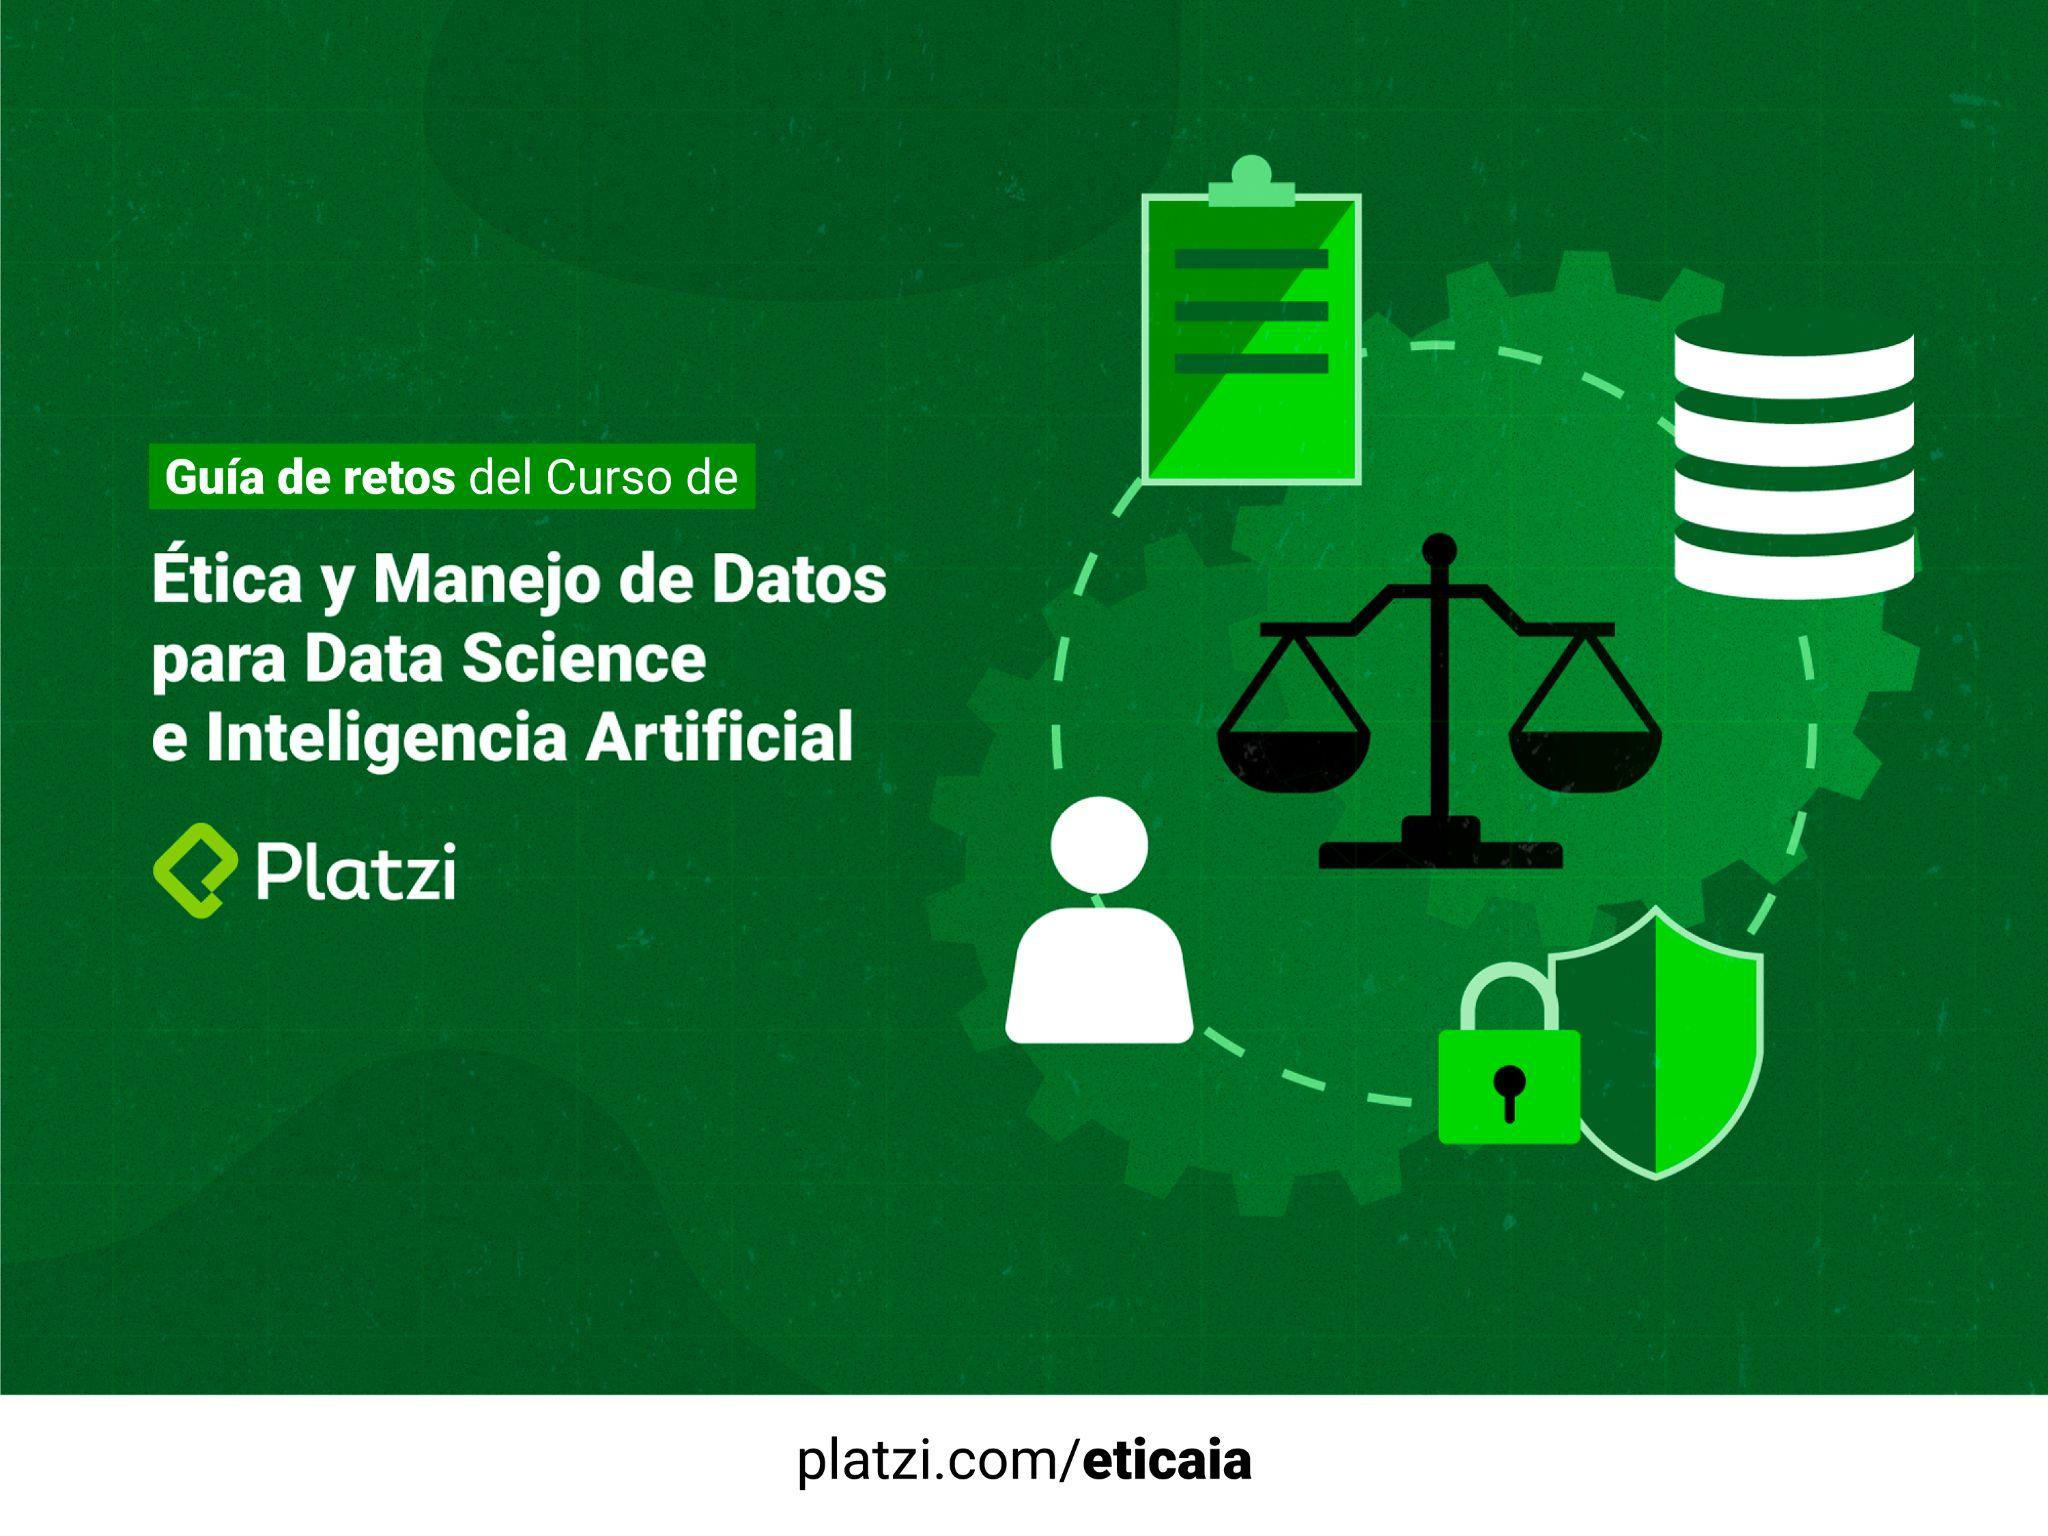 Guía de retos del Curso de
Ética y Manejo de Datos
para Data Science
e Inteligencia Artificial
Platzi
platzi.com/eticaia